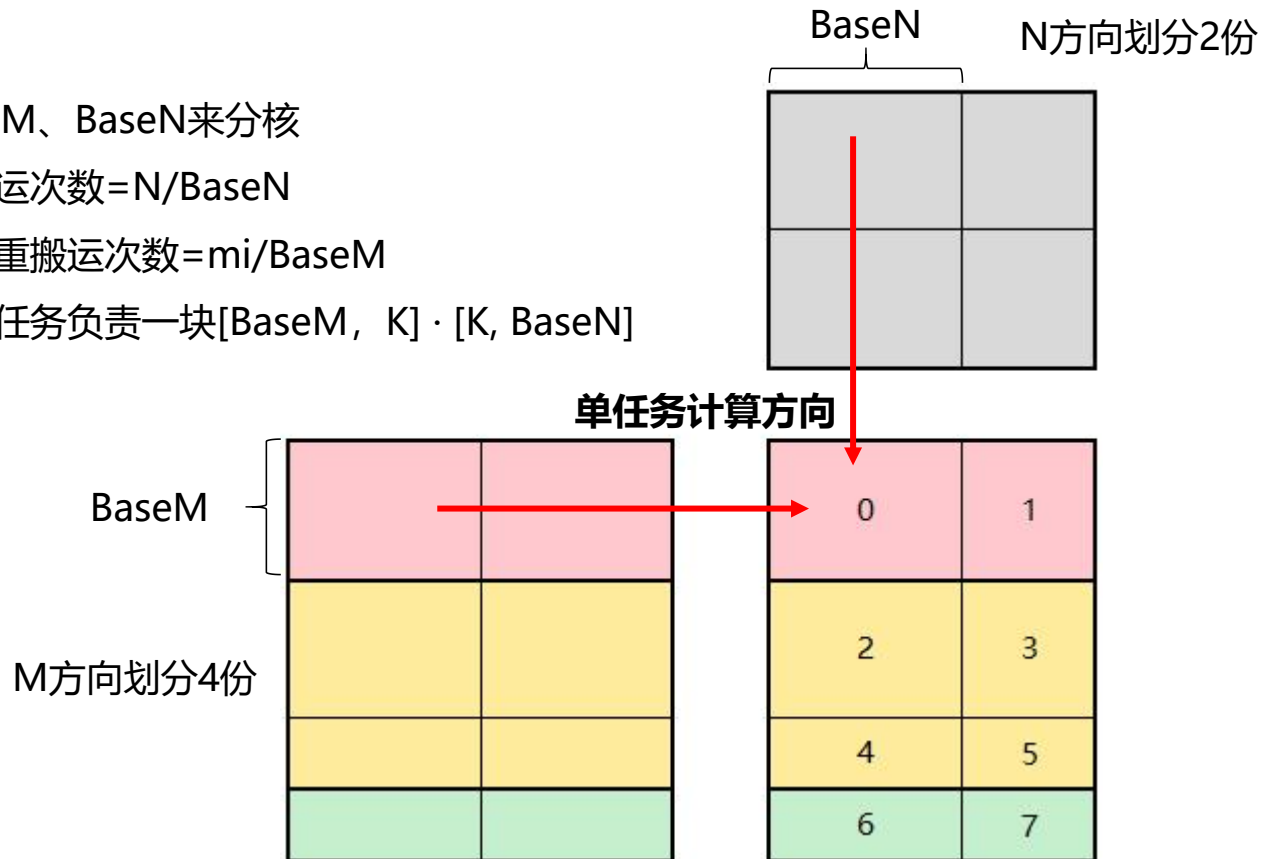 BaseN
N方向划分2份
M、BaseN来分核
运次数=N/BaseN
重搬运次数=mi/BaseM
任务负责一块[BaseM，K] · [K, BaseN]
单任务计算方向
BaseM
0
1
M方向划分4份
2
3
4
5
6
7